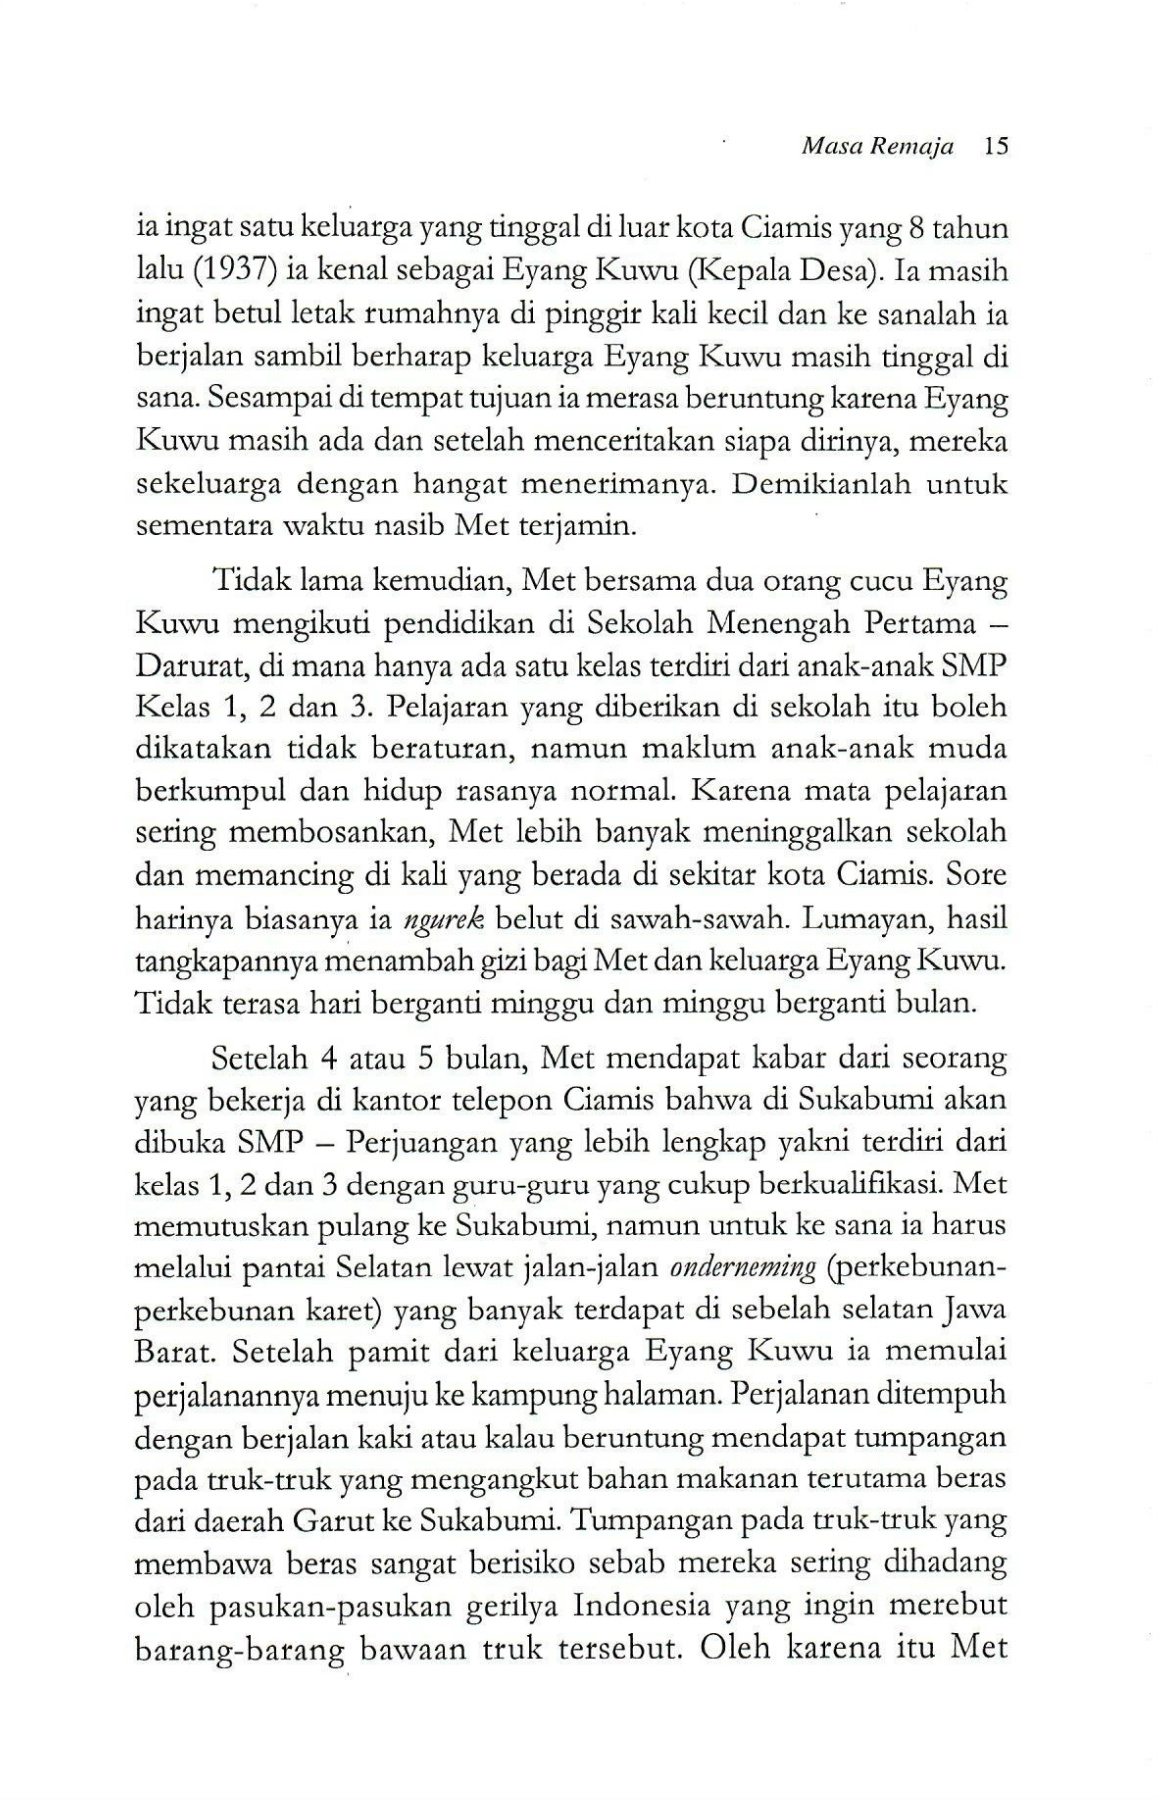 Masa Remaja 15
ia ingat satu keluarga yang tinggal di luar kota Ciamis yang 8 tahun
lalu (1937) ia kenal sebagai Eyang Kuwu (Kepala Desa). Ia masih
ingat betul letak rumahnya di pinggir kali kecil dan ke sanalah ia
berjalan sambil berharap keluarga Eyang Kuwu masih tinggal di
sana. Sesampai di tempat tujuan ia merasa beruntung karena Eyang
Kuwu masih ada dan setelah menceritakan siapa dirinya, mereka
sekeluarga dengan hangat menerimanya. Demikianlah untuk
sementara waktu nasib Met terjamin.
Tidak lama kemudian, Met bersama dua orang cucu Eyang
Kuwu mengikuti pendidikan di Sekolah Menengah Pertama –
Darurat, di mana hanya ada satu kelas terdiri dari anak-anak SMP
Kelas 1, 2 dan 3. Pelajaran yang diberikan di sekolah itu boleh
dikatakan tidak beraturan, namun maklum anak-anak muda
berkumpul dan hidup rasanya normal. Karena mata pelajaran
sering membosankan, Met lebih banyak meninggalkan sekolah
dan memancing di kali yang berada di sekitar kota Ciamis. Sore
harinya biasanya ia ngurek belut di sawah-sawah. Lumayan, hasil
tangkapannya menambah gizi bagi Met dan keluarga Eyang Kuwu.
Tidak terasa hari berganti minggu dan minggu berganti bulan.
Setelah 4 atau 5 bulan, Met mendapat kabar dari seorang
yang bekerja di kantor telepon Ciamis bahwa di Sukabumi akan
dibuka SMP – Perjuangan yang lebih lengkap yakni terdiri dari
kelas 1, 2 dan 3 dengan guru-guru yang cukup berkualifikasi. Met
memutuskan pulang ke Sukabumi, namun untuk ke sana ia harus
melalui pantai Selatan lewat jalan-jalan onderneming (perkebunan-
perkebunan karet) yang banyak terdapat di sebelah selatan Jawa
Barat. Setelah pamit dari keluarga Eyang Kuwu ia memulai
perjalanannya menuju ke kampung halaman. Perjalanan ditempuh
dengan berjalan kaki atau kalau beruntung mendapat tumpangan
pada truk-truk yang mengangkut bahan makanan terutama beras
dari daerah Garut ke Sukabumi. Tumpangan pada truk-truk yang
membawa beras sangat berisiko sebab mereka sering dihadang
oleh pasukan-pasukan gerilya Indonesia yang ingin merebut
barang-barang bawaan truk tersebut. Oleh karena itu Met